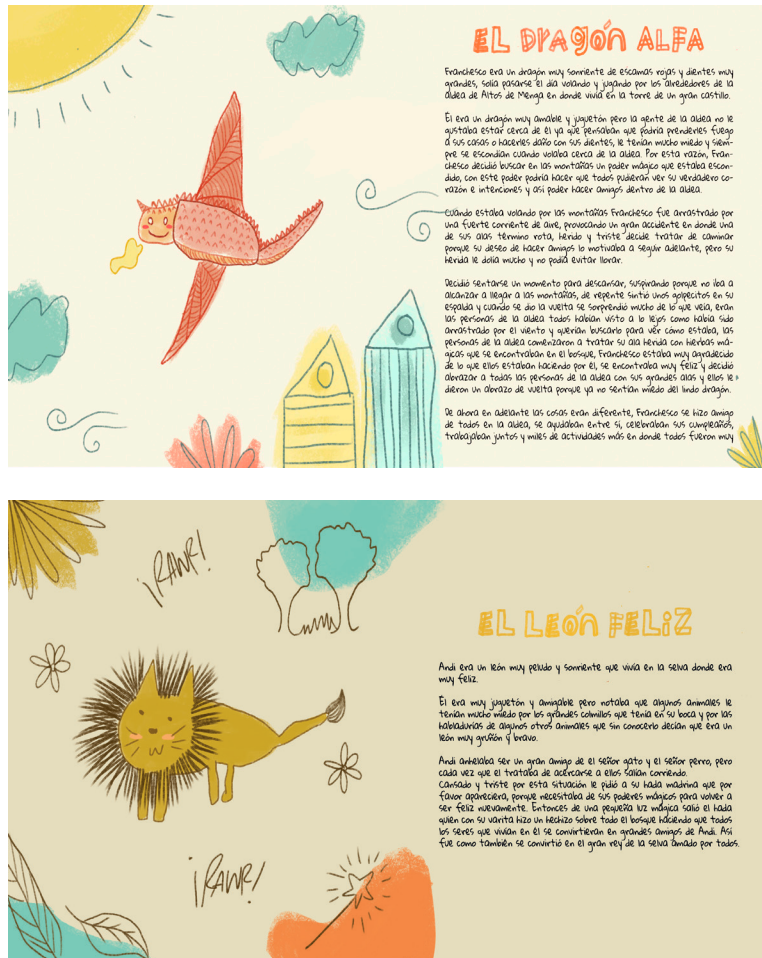 EL DRAGÓN ALFA
Franchesco era un dragón muy sonriente de escamas rojas y dientes muy
grandes, solía pasarse el día volando y jugando por los alrededores de la
aldea de Altos de Menga en donde vivía en la torre de un gran castillo.
Él era un dragón muy amable y juguetón pero la gente de la aldea no le
gustaba estar cerca de él ya que pensaban que podría prenderles fuego
a sus casas o hacerles daño con sus dientes, le tenían mucho miedo y siem-
pre se escondían cuando volaba cerca de la aldea. Por esta razón, Fran-
chesco decidió buscar en las montañas un poder mágico que estaba escon-
dido, con este poder podría hacer que todos pudieran ver su verdadero co-
razón e intenciones y así poder hacer amigos dentro de la aldea.
Cuando estaba volando por las montañas Franchesco fue arrastrado por
una fuerte corriente de aire, provocando un gran accidente en donde una
de sus alas término rota, herido y triste decide tratar de caminar
porque su deseo de hacer amigos lo motivaba a seguir adelante, pero su
herida le dolía mucho y no podía evitar llorar.
Decidió sentarse un momento para descansar, suspirando porque no iba a
alcanzar a llegar a las montañas, de repente sintió unos golpecitos en su
espalda y cuando se dio la vuelta se sorprendió mucho de lo que veía, eran
las personas de la aldea todos habían visto a lo lejos como había sido
arrastrado por el viento y querían buscarlo para ver cómo estaba, las
personas de la aldea comenzaron a tratar su ala herida con hierbas má-
gicas que se encontraban en el bosque, Franchesco estaba muy agradecido
de lo que ellos estaban haciendo por él, se encontraba muy feliz y decidió
abrazar a todas las personas de la aldea con sus grandes alas y ellos le
dieron un abrazo de vuelta porque ya no sentían miedo del lindo dragón.
De ahora en adelante las cosas eran diferente, Franchesco se hizo amigo
de todos en la aldea, se ayudaban entre sí, celebraban sus cumpleaños,
trabajaban juntos y miles de actividades más en donde todos fueron muy
¡RAWR!
EL LEÓN FELIZ
Andi era un león muy peludo y sonriente que vivía en la selva donde era
muy feliz.
Él era muy juguetón y amigable pero notaba que algunos animales le
tenían mucho miedo por los grandes colmillos que tenía en su boca y por las
habladurías de algunos otros animales que sin conocerlo decían que era un
león muy gruñón y bravo.
Andi anhelaba ser un gran amigo de el señor gato y el señor perro, pero
cada vez que el trataba de acercarse a ellos salían corriendo.
Cansado y triste por esta situación le pidió a su hada madrina que por
favor apareciera, porque necesitaba de sus poderes mágicos para volver a
ser feliz nuevamente. Entonces de una pequeña luz mágica salió el hada
quien con su varita hizo un hechizo sobre todo el bosque haciendo que todos
los seres que vivían en él se convirtieran en grandes amigos de Andi. Así
fue como también se convirtió en el gran rey de la selva amado por todos.
¡RAWR!